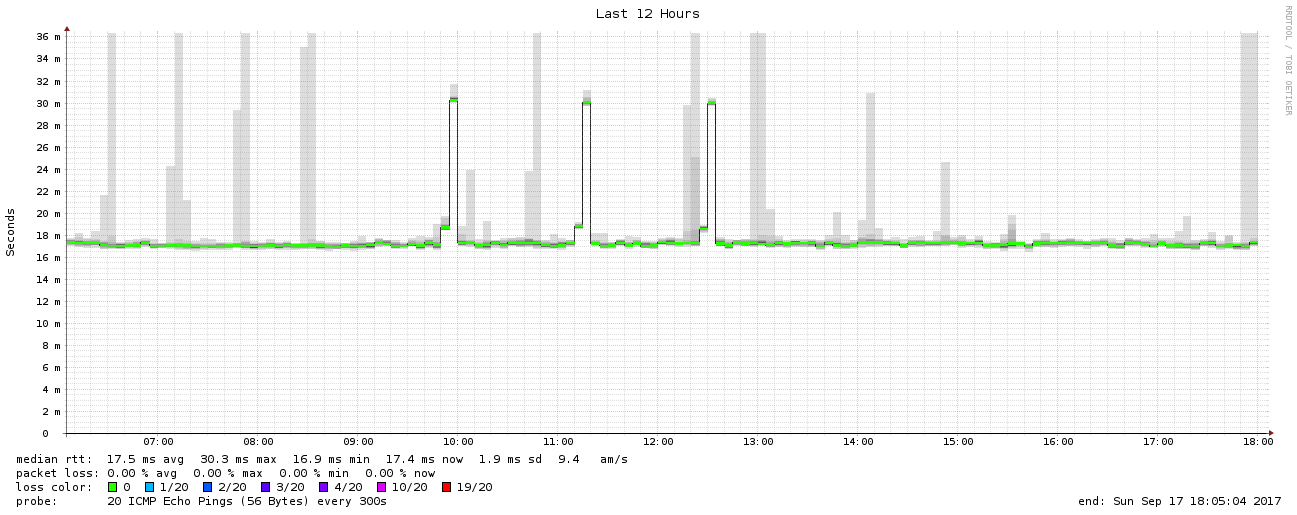 Last 12 Hours
RRDTOOL / TOBI OETIKER
Seconds
36 m
34 m
32 m
30 m
28 m
26 m
24 m
22 m
20 m
18 m
16 m
14 m
12 m
10 m
8 m
6 m
4 m
2 m
0
07:00 08:00 09:00 10:00 11:00 12:00 13:00 14:00 15:00 16:00 17:00 18:00
median rtt: 17.5 ms avg 30.3 ms max 16.9 ms min 17.4 ms now 1.9 ms sd 9.4 am/s
packet loss: 0.00 % avg 0.00 % max 0.00 % min 0.00 % now
loss color: 0 1/20 2/20 3/20 4/20 10/20 19/20
probe: 20 ICMP Echo Pings (56 Bytes) every 300s end: Sun Sep 17 18:05:04 2017